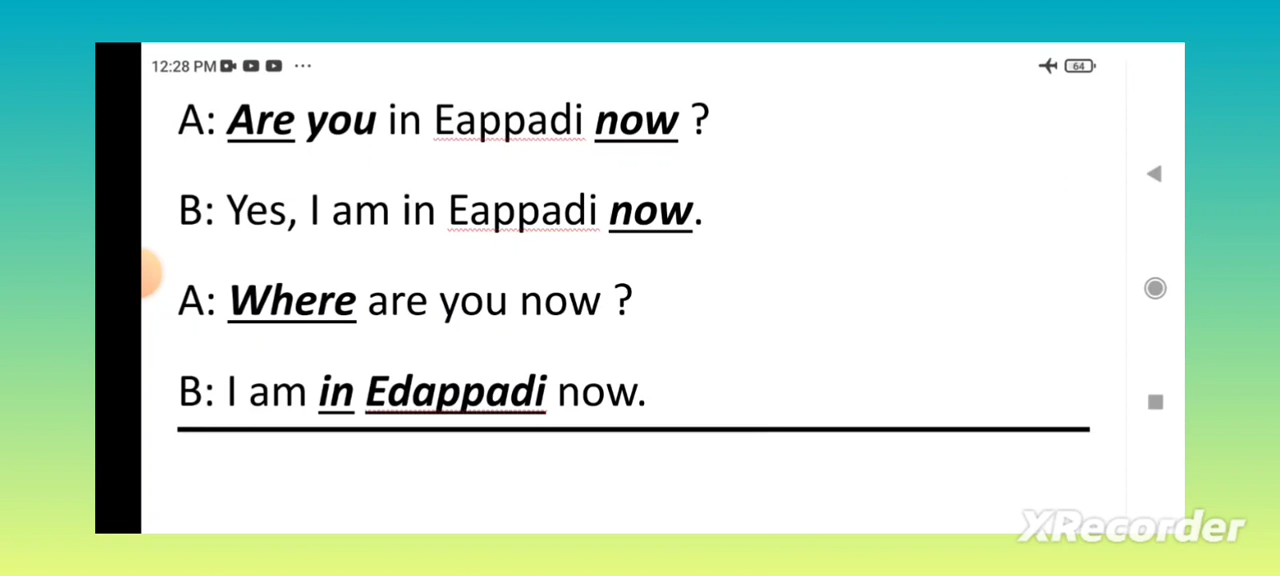 12:28 PM ... 64
A: Are you in Eappadi now ?
B: Yes, I am in Eappadi now.
A: Where are you now ?
B: I am in Edappadi now.
XRecorder